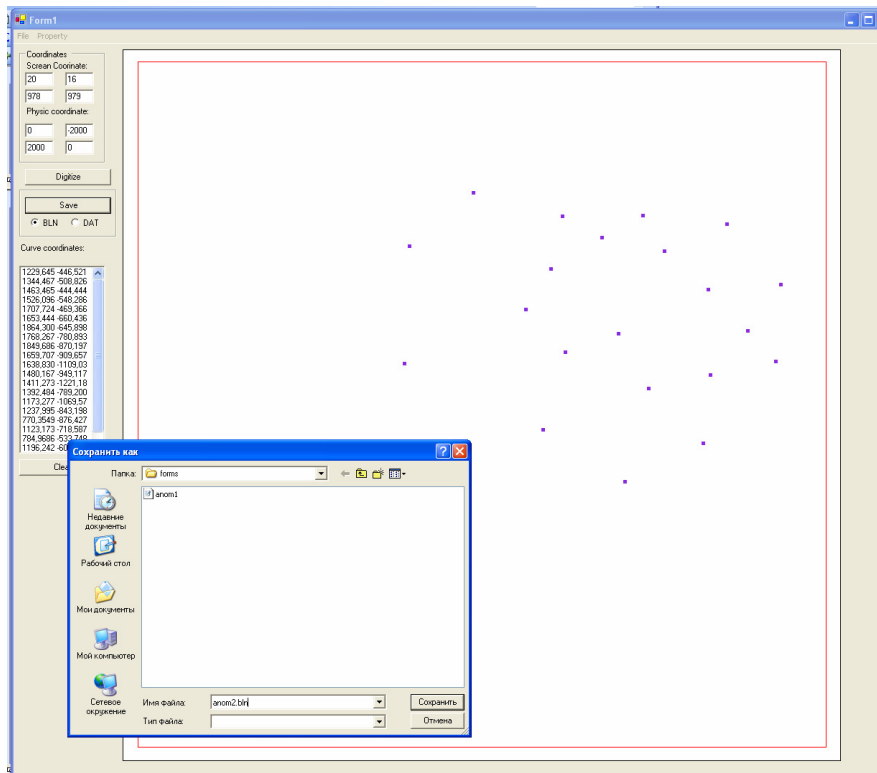 Form1
File Property
Coordinates
Screan Coorinate:
20 16
978 979
Physic coordinate:
0 -2000
2000 0
Digitize
Save
BLN DAT
Curve coordinates:
1229,645 -446,521
1344,467 -508,826
1463,465 -444,444
1526,096 -548,286
1707,724 -469,366
1653,444 -660,436
1864,300 -645,898
1768,267 -780,893
1849,686 -870,197
1659,707 -909,657
1638,830 -1109,03
1480,167 -949,117
1411,273 -1221,18
1392,484 -789,200
1173,277 -1069,57
1237,995 -843,198
770,3549 -876,427
1123,173 -718,587
784,9686 -533,748
1196,242
Сохранить как
Папка: forms
anom1
Недавние
документы
Рабочий стол
Мои документы
Мой компьютер
Сетевое
окружение
Имя файла: anom2.bln
Сохранить
Тип файла:
Отмена